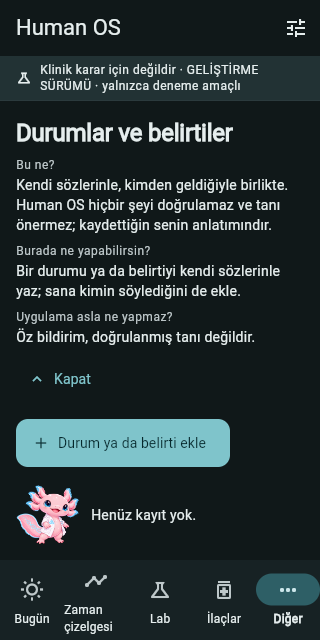 Human OS
Klinik karar için değildir · GELİŞTİRME
SÜRÜMÜ · yalnızca deneme amaçlı
Durumlar ve belirtiler
Bu ne?
Kendi sözlerinle, kimden geldiğiyle birlikte.
Human OS hiçbir şeyi doğrulamaz ve tanı
önermez; kaydettiğin senin anlatımındır.
Burada ne yapabilirsin?
Bir durumu ya da belirtiyi kendi sözlerinle
yaz; sana kimin söylediğini de ekle.
Uygulama asla ne yapmaz?
Öz bildirim, doğrulanmış tanı değildir.
Kapat
Durum ya da belirti ekle
Henüz kayıt yok.
Bugün
Zaman
çizelgesi
Lab
İlaçlar
Diğer